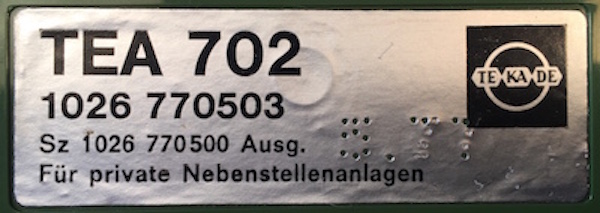 TEA 702
TE KA DE
1026 770503
Sz 1026 770500 Ausg.
Für private Nebenstellenanlagen